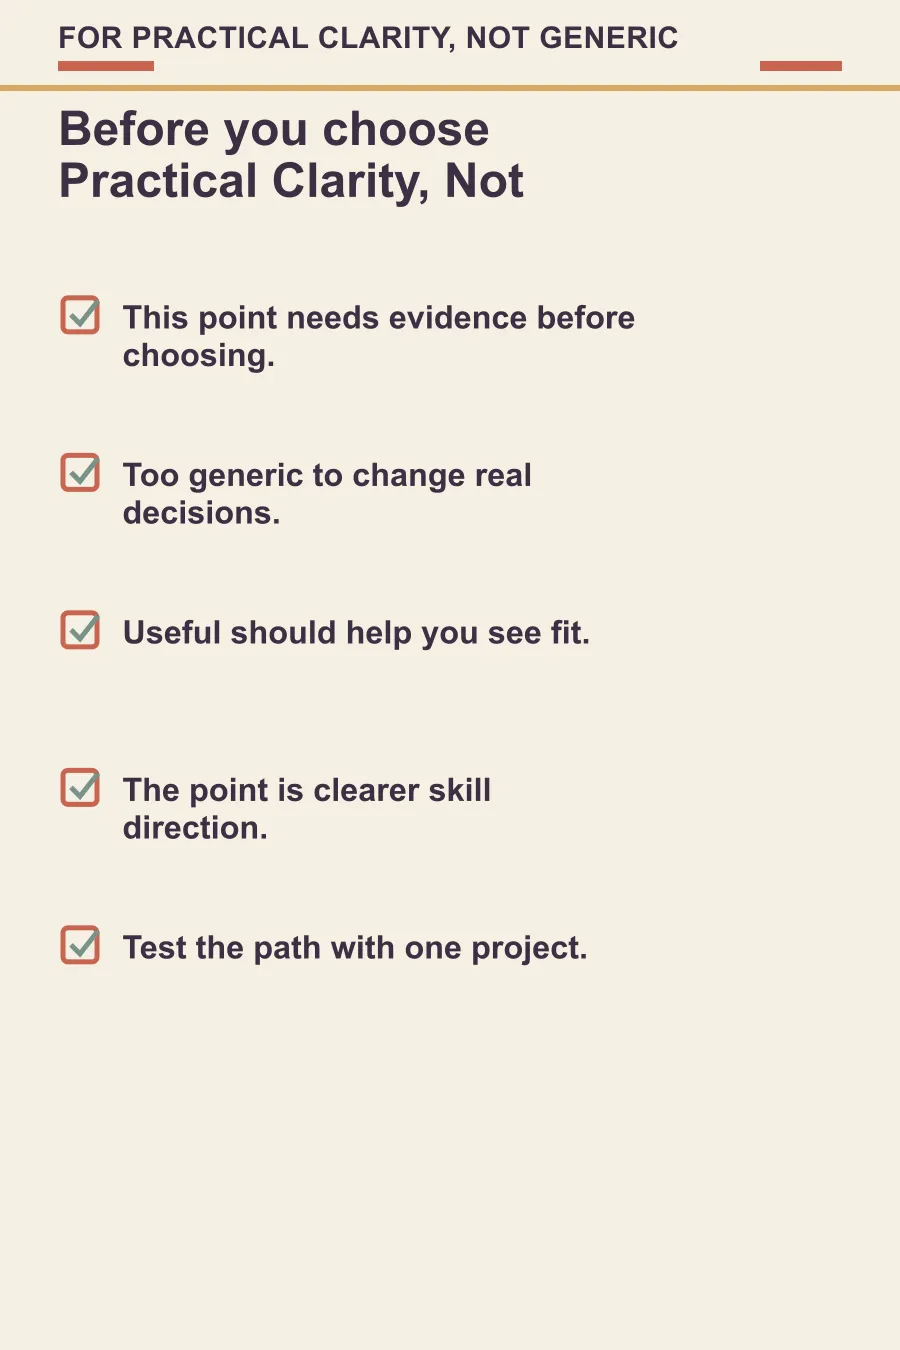 FOR PRACTICAL CLARITY, NOT GENERIC
Before you choose
Practical Clarity, Not
This point needs evidence before
choosing.
Too generic to change real
decisions.
Useful should help you see fit.
The point is clearer skill
direction.
Test the path with one project.